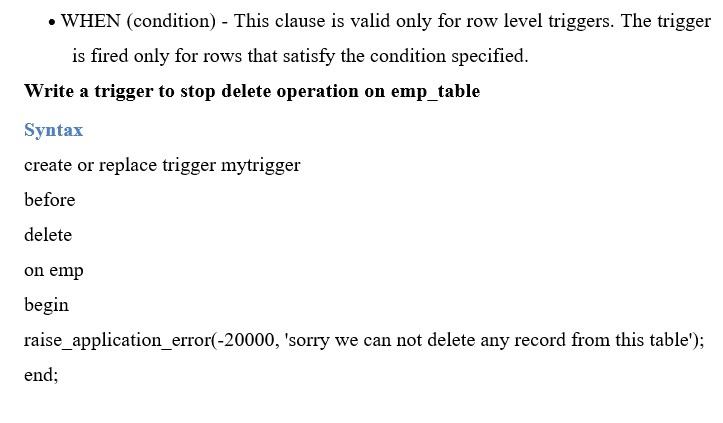 • WHEN (condition) - This clause is valid only for row level triggers. The trigger
is fired only for rows that satisfy the condition specified.
Write a trigger to stop delete operation on emp_table
Syntax
create or replace trigger mytrigger
before
delete
on emp
begin
raise_application_error(-20000, 'sorry we can not delete any record from this table');
end;